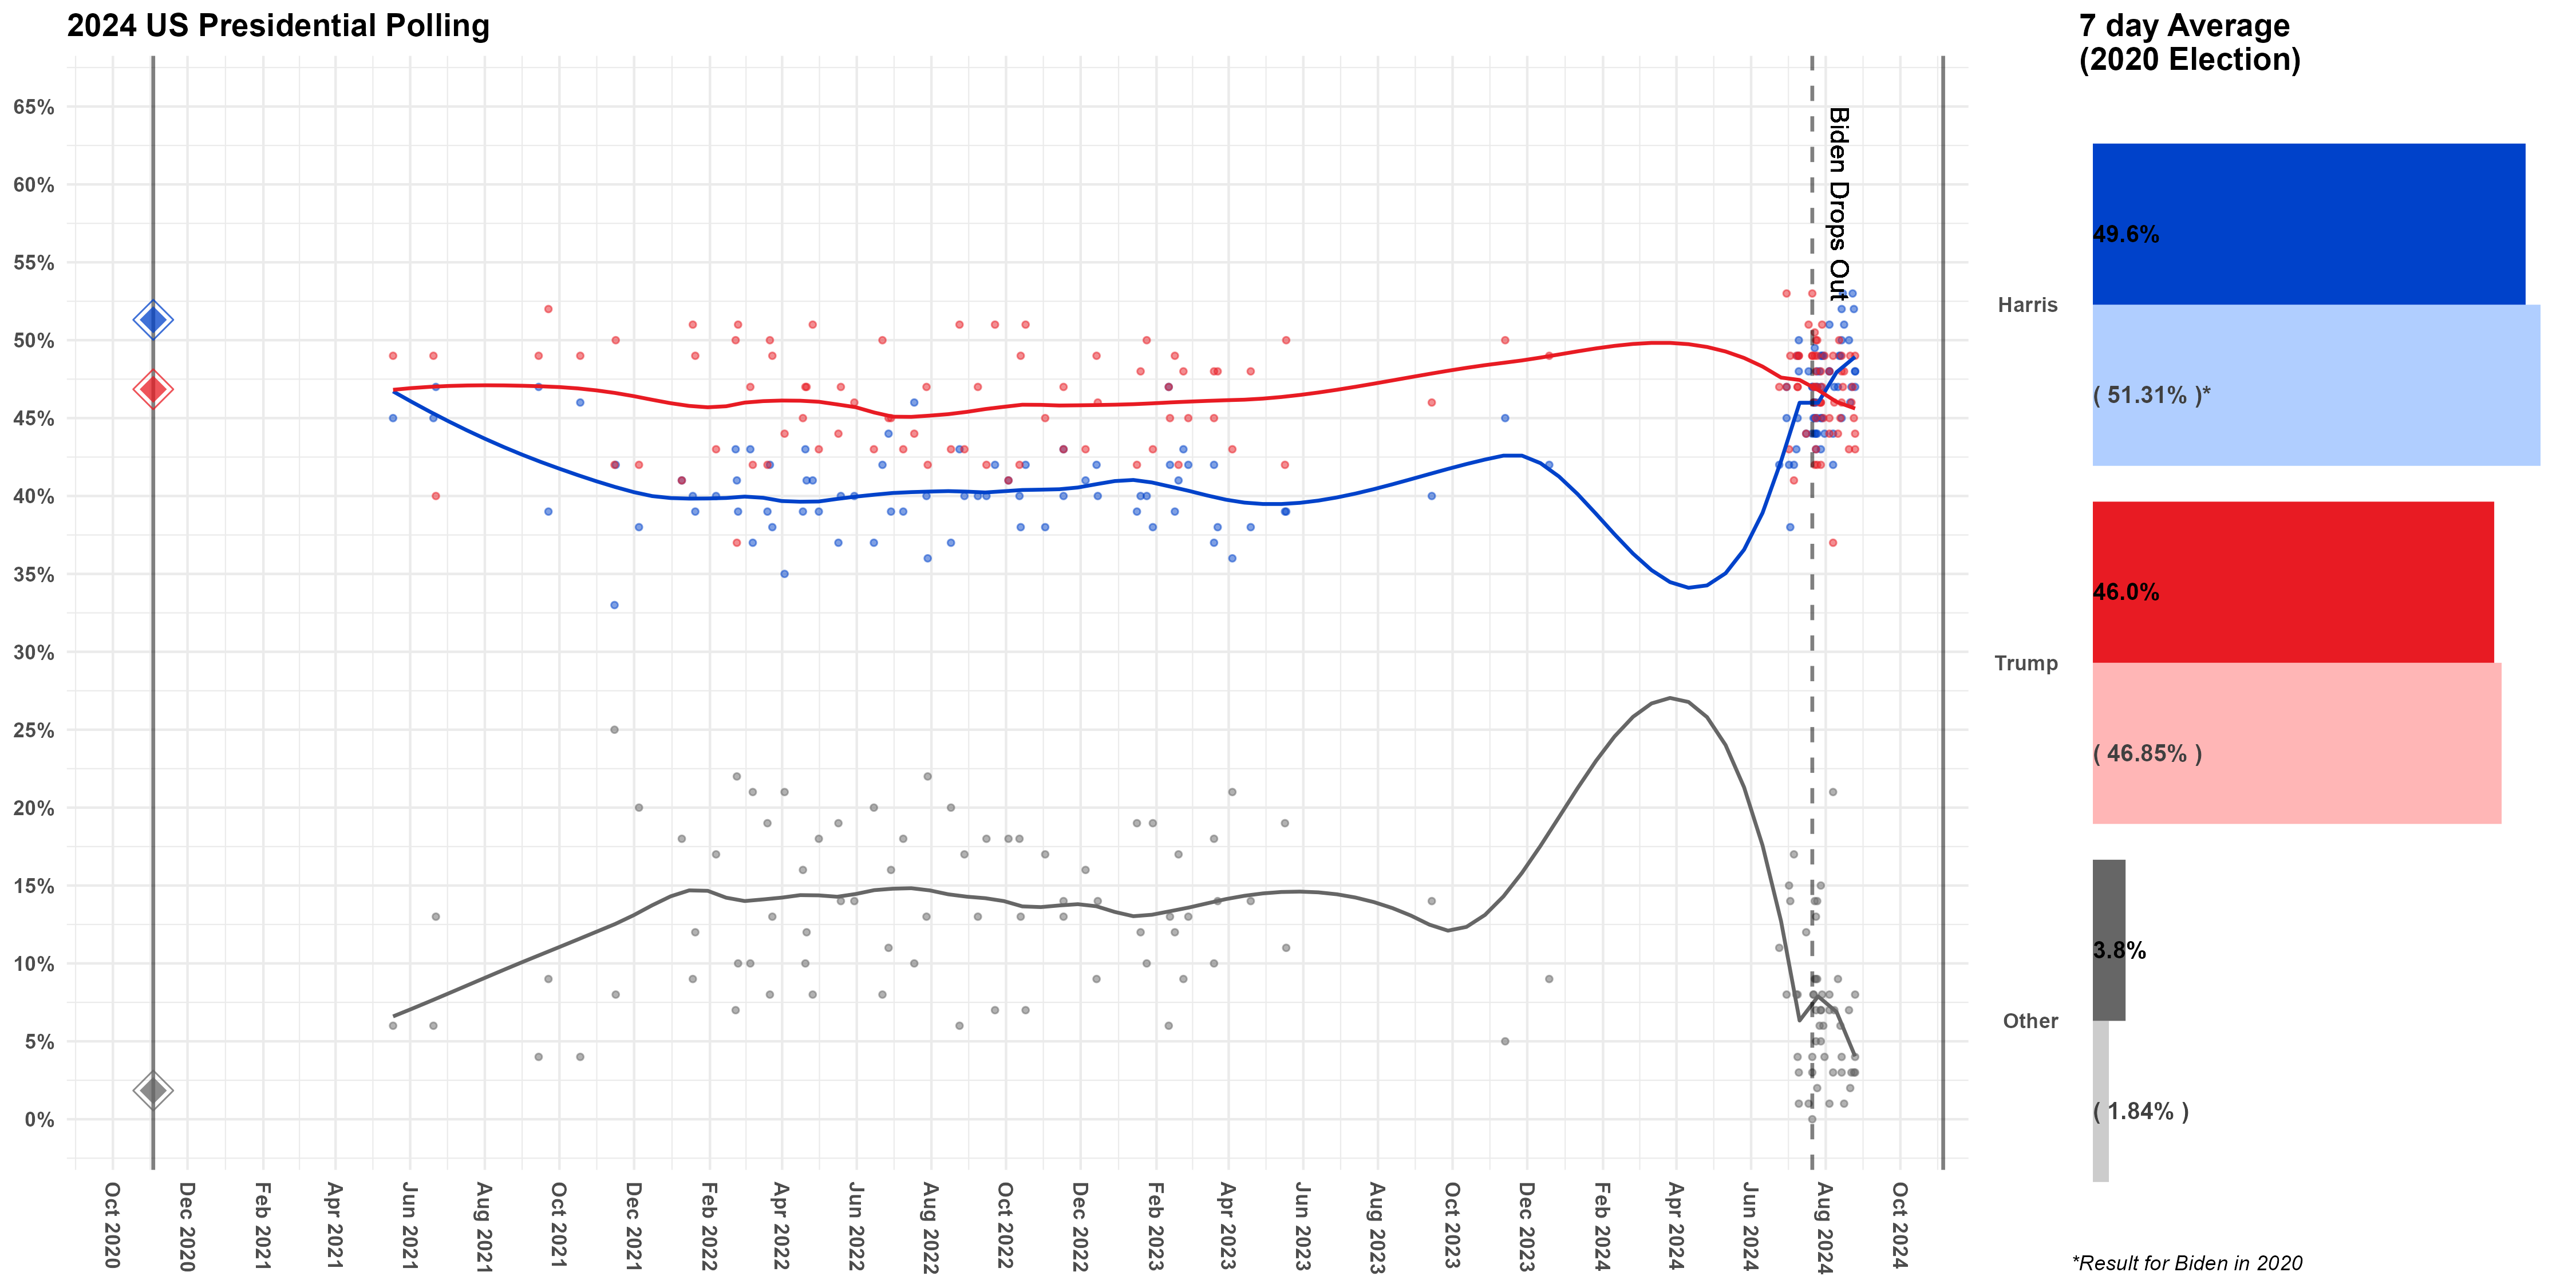 2024 US Presidential Polling
7 day Average
(2020 Election)
65%
60%
55%
50%
45%
40%
35%
30%
25%
20%
15%
10%
5%
0%
Biden Drops Out
Oct 2020
Dec 2020
Feb 2021
Apr 2021
Jun 2021
Aug 2021
Oct 2021
Dec 2021
Feb 2022
Apr 2022
Jun 2022
Aug 2022
Oct 2022
Dec 2022
Feb 2023
Apr 2023
Jun 2023
Aug 2023
Oct 2023
Dec 2023
Feb 2024
Apr 2024
Jun 2024
Aug 2024
Oct 2024
Harris
49.6%
( 51.31% )*
Trump
46.0%
( 46.85% )
Other
3.8%
( 1.84% )
*Result for Biden in 2020